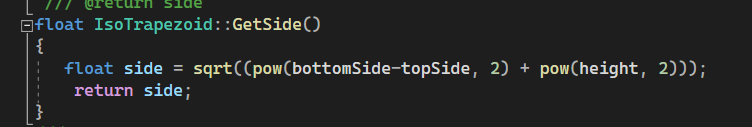 /// @return side
float IsoTrapezoid::GetSide()
{
float side = sqrt((pow(bottomSide-topSide, 2) + pow(height, 2)));
return side;
}